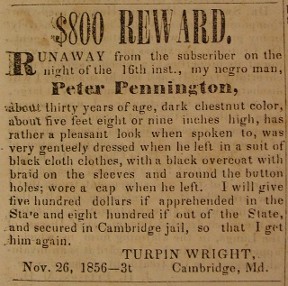 $800 REWARD.
RUNAWAY from the subscriber on the
night of the 16th inst., my negro man,
Peter Pennington,
about thirty years of age, dark chestnut color,
about five feet eight or nine inches high, has
rather a pleasant look when spoken to, was
very genteely dressed when he left in a suit of
black cloth clothes, with a black overcoat with
braid on the sleeves and around the button
holes; wore a cap when he left. I will give
five hundred dollars if apprehended in the
State and eight hundred if out of the State,
and secured in Cambridge jail, so that I get
him again.
TURPIN WRIGHT,
Nov. 26, 1856—3t Cambridge, Md.